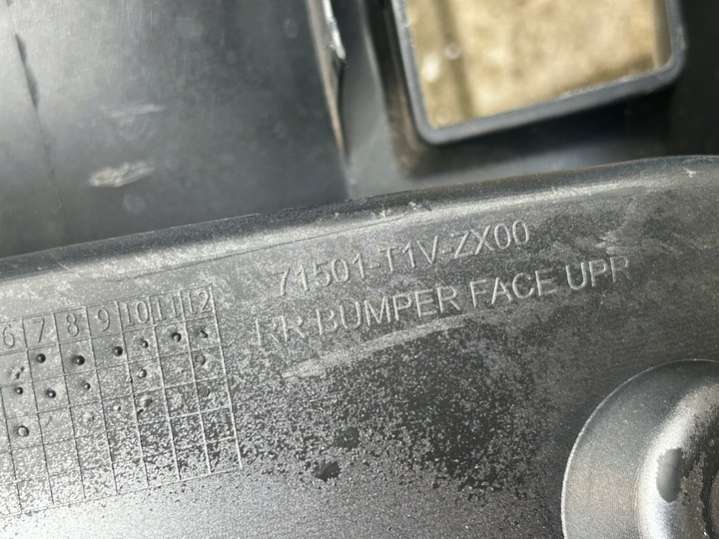 71501-T1V-ZX00
RR BUMPER FACE UPR
6 7 8 9 10 11 12